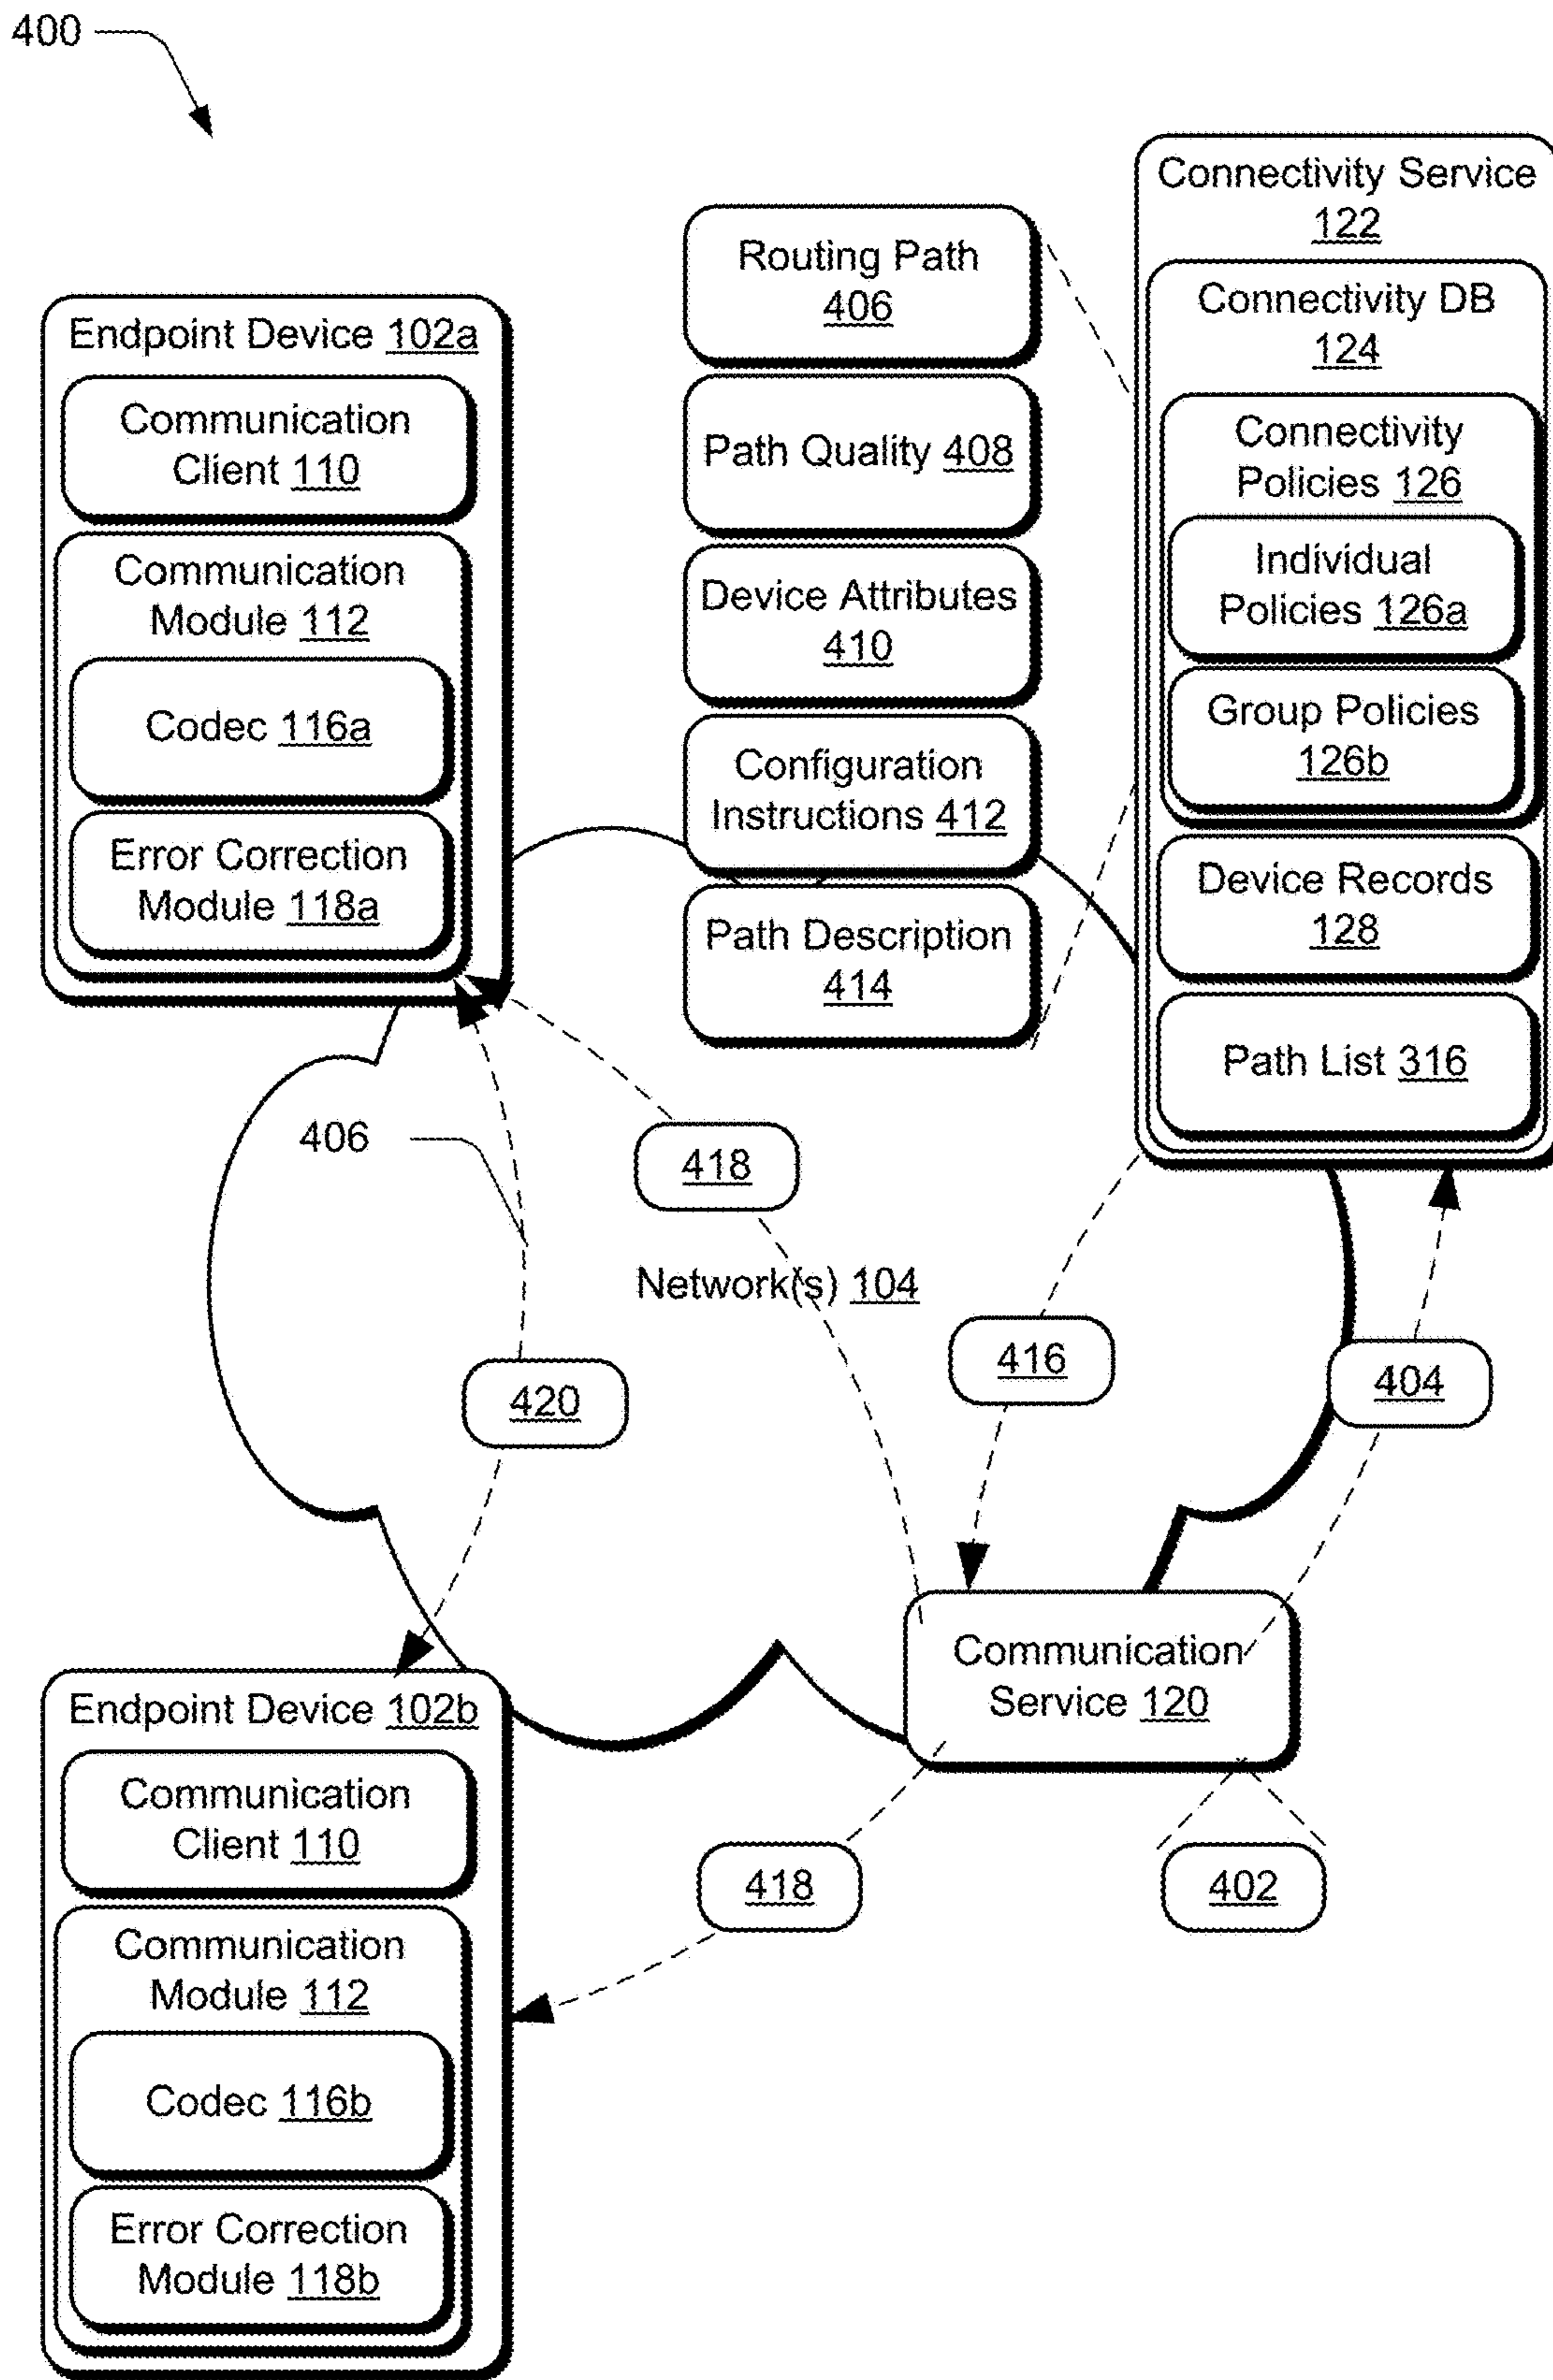 400
Connectivity Service
122
Connectivity DB
124
Connectivity
Policies 126
Individual
Policies 126a
Group Policies
126b
Device Records
128
Path List 316
Routing Path
406
Path Quality 408
Device Attributes
410
Configuration
Instructions 412
Path Description
414
Endpoint Device 102a
Communication
Client 110
Communication
Module 112
Codec 116a
Error Correction
Module 118a
406
418
Network(s) 104
416
404
420
Communication
Service 120
418
402
Endpoint Device 102b
Communication
Client 110
Communication
Module 112
Codec 116b
Error Correction
Module 118b